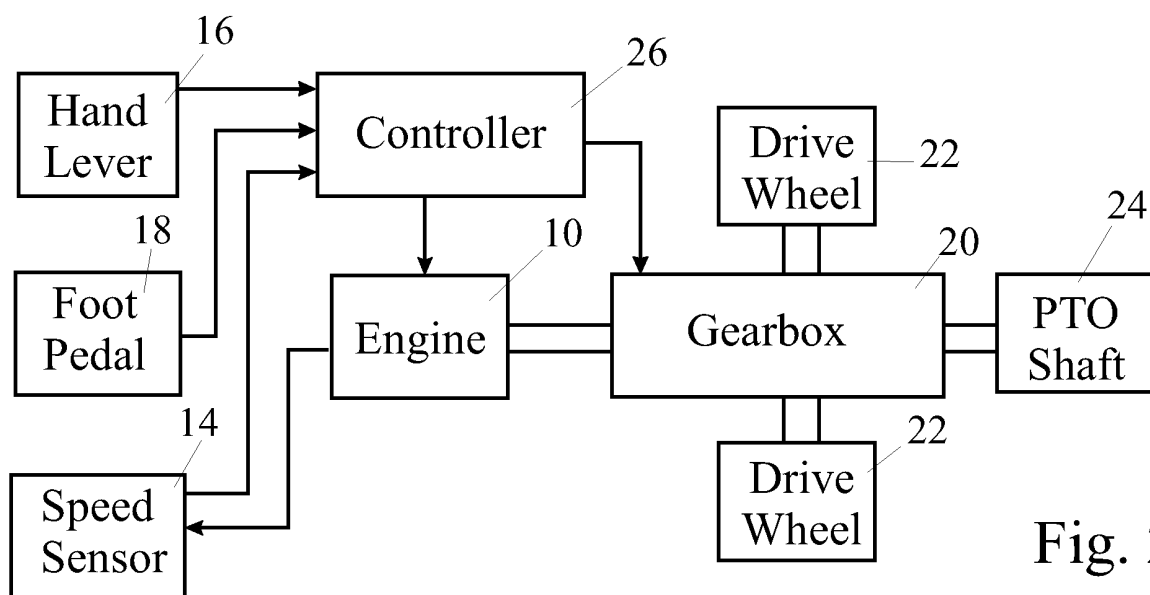 16
Hand
Lever
26
Controller
Drive
Wheel
22
18
Foot
Pedal
10
Engine
20
Gearbox
24
PTO
Shaft
14
Speed
Sensor
22
Drive
Wheel
Fig.